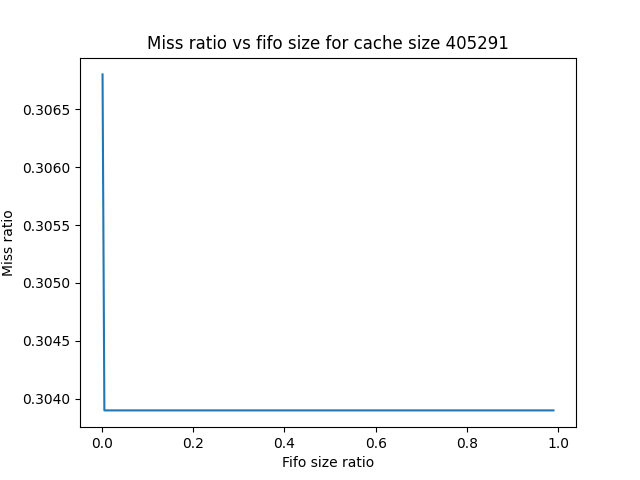 Miss ratio vs fifo size for cache size 405291
0.3065
0.3060
0.3055
0.3050
0.3045
0.3040
Miss ratio
0.0 0.2 0.4 0.6 0.8 1.0
Fifo size ratio